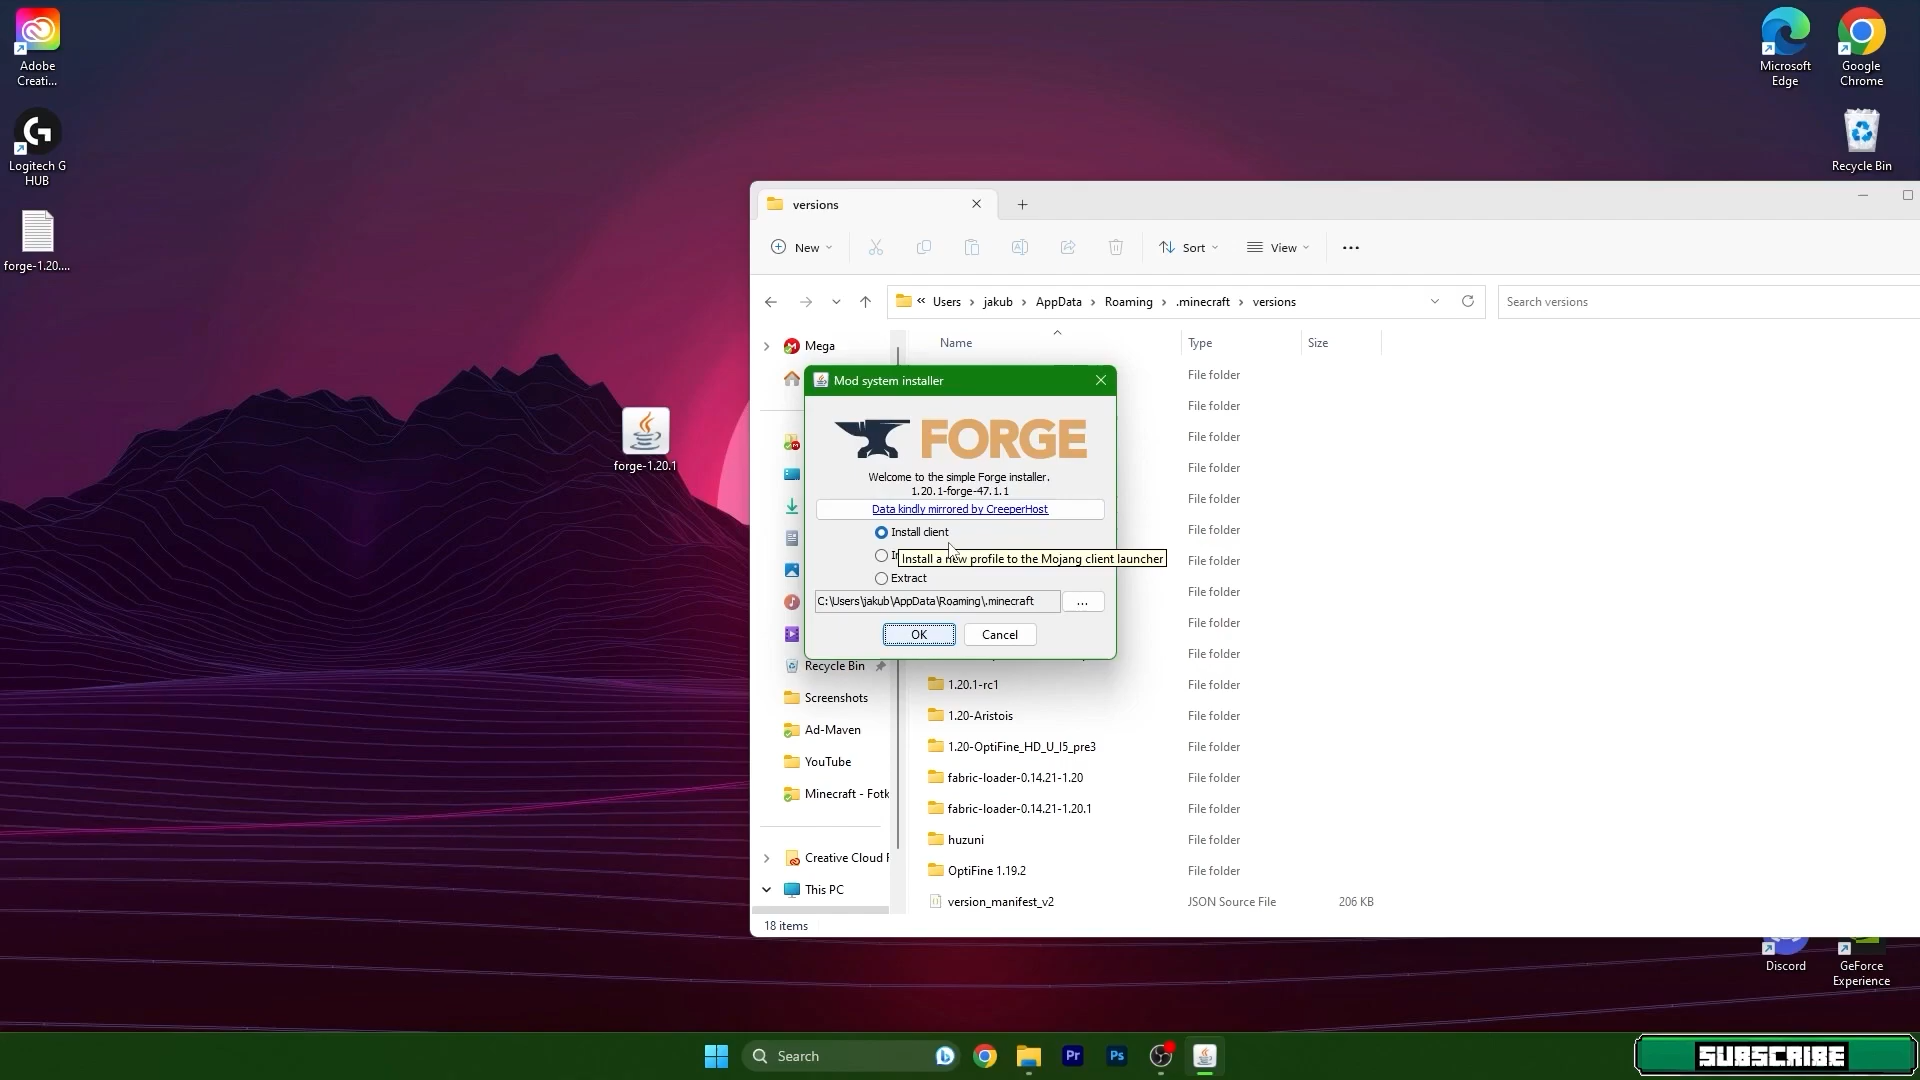 Adobe
Creati...
Logitech G
HUB
forge-1.20....
forge-1.20.1
Microsoft
Edge
Google
Chrome
Recycle Bin
versions
New
Sort
View
« Users > jakub > AppData > Roaming > .minecraft > versions
Search versions
Name
Type
Size
Mega
File folder
File folder
File folder
File folder
File folder
File folder
File folder
File folder
File folder
File folder
Mod system installer
FORGE
Welcome to the simple Forge installer.
1.20.1-forge-47.1.1
Data kindly mirrored by CreeperHost
Install client
Install a new profile to the Mojang client launcher
Extract
C:\Users\jakub\AppData\Roaming\.minecraft
...
OK
Cancel
Recycle Bin
Screenshots
Ad-Maven
YouTube
Minecraft - Fotk
Creative Cloud F
This PC
1.20.1-rc1 File folder
1.20-Aristois File folder
1.20-OptiFine_HD_U_I5_pre3 File folder
fabric-loader-0.14.21-1.20 File folder
fabric-loader-0.14.21-1.20.1 File folder
huzuni File folder
OptiFine 1.19.2 File folder
version_manifest_v2 JSON Source File 206 KB
18 items
Discord
GeForce
Experience
Search
Pr
Ps
SUBSCRIBE